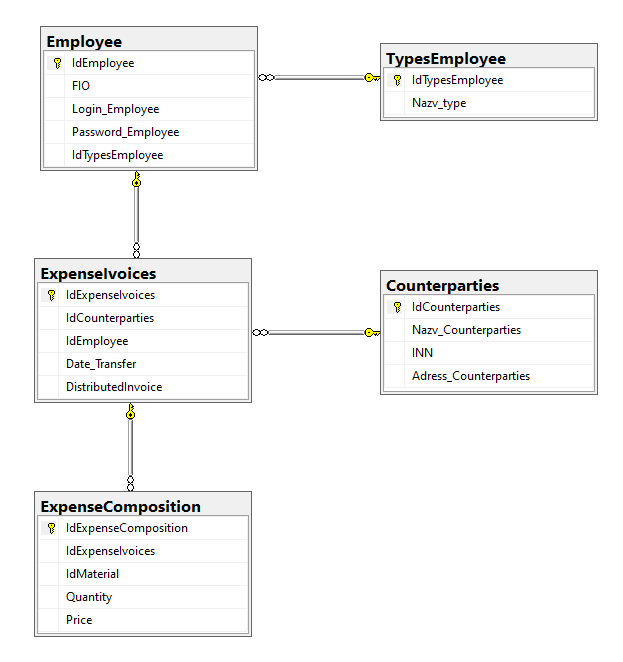 Employee
IdEmployee
FIO
Login_Employee
Password_Employee
IdTypesEmployee
TypesEmployee
IdTypesEmployee
Nazv_type
ExpenseIvoices
IdExpenseIvoices
IdCounterparties
IdEmployee
Date_Transfer
DistributedInvoice
Counterparties
IdCounterparties
Nazv_Counterparties
INN
Adress_Counterparties
ExpenseComposition
IdExpenseComposition
IdExpenseIvoices
IdMaterial
Quantity
Price